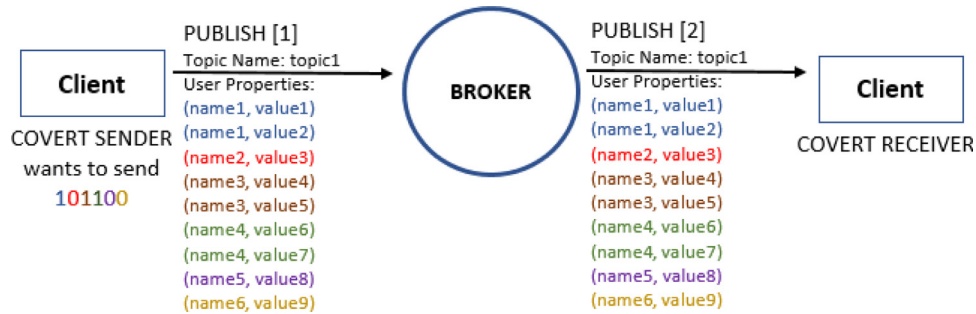 PUBLISH [1]
Topic Name: topic1
User Properties:
(name1, value1)
(name1, value2)
(name2, value3)
(name3, value4)
(name3, value5)
(name4, value6)
(name4, value7)
(name5, value8)
(name6, value9)
Client
COVERT SENDER
wants to send
101100
BROKER
PUBLISH [2]
Topic Name: topic1
User Properties:
(name1, value1)
(name1, value2)
(name2, value3)
(name3, value4)
(name3, value5)
(name4, value6)
(name4, value7)
(name5, value8)
(name6, value9)
Client
COVERT RECEIVER